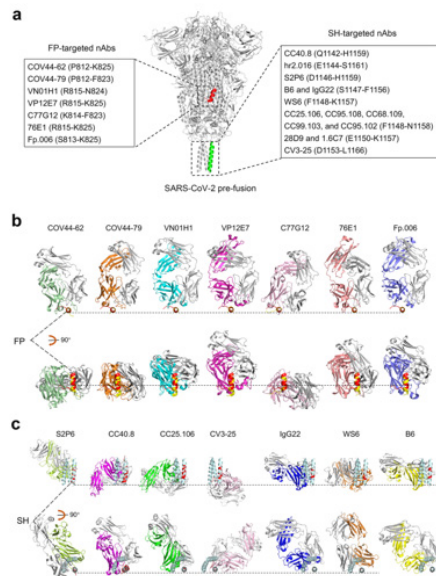 a
FP-targeted nAbs
COV44-62 (P812-K825)
COV44-79 (P812-F823)
VN01H1 (R815-N824)
VP12E7 (R815-K825)
C77G12 (K814-F823)
76E1 (R815-K825)
Fp.006 (S813-K825)
SH-targeted nAbs
CC40.8 (Q1142-H1159)
hr2.016 (E1144-S1161)
S2P6 (D1146-H1159)
B6 and IgG22 (S1147-F1156)
WS6 (F1148-K1157)
CC25.106, CC95.108, CC68.109,
CC99.103, and CC95.102 (F1148-N1158)
28D9 and 1.6C7 (E1150-K1157)
CV3-25 (D1153-L1166)
SARS-CoV-2 pre-fusion
b
COV44-62 COV44-79 VN01H1 VP12E7 C77G12 76E1 Fp.006
FP
90°
c
S2P6 CC40.8 CC25.106 CV3-25 IgG22 WS6 B6
SH
90°